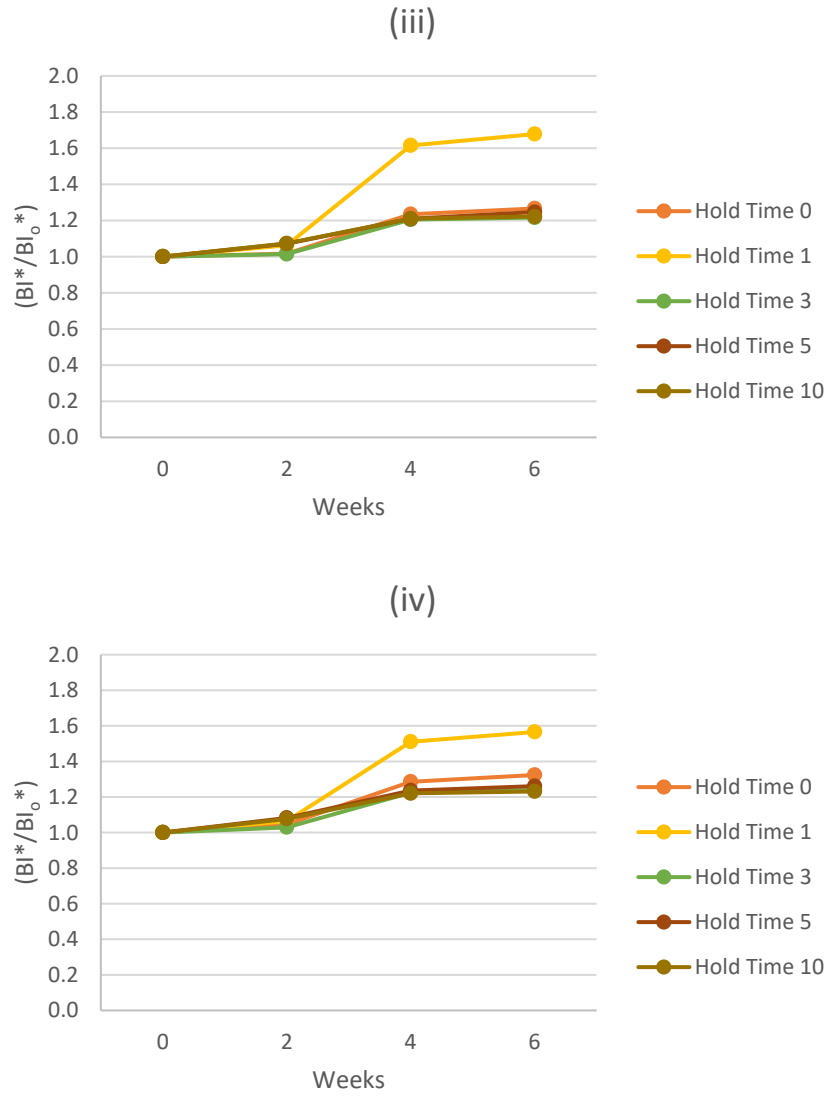 (iii)
2.0
1.8
1.6
1.4
1.2
1.0
0.8
0.6
0.4
0.2
0.0
(BI*/BIₒ*)
0 2 4 6
Weeks
Hold Time 0
Hold Time 1
Hold Time 3
Hold Time 5
Hold Time 10
(iv)
2.0
1.8
1.6
1.4
1.2
1.0
0.8
0.6
0.4
0.2
0.0
(BI*/BIₒ*)
0 2 4 6
Weeks
Hold Time 0
Hold Time 1
Hold Time 3
Hold Time 5
Hold Time 10